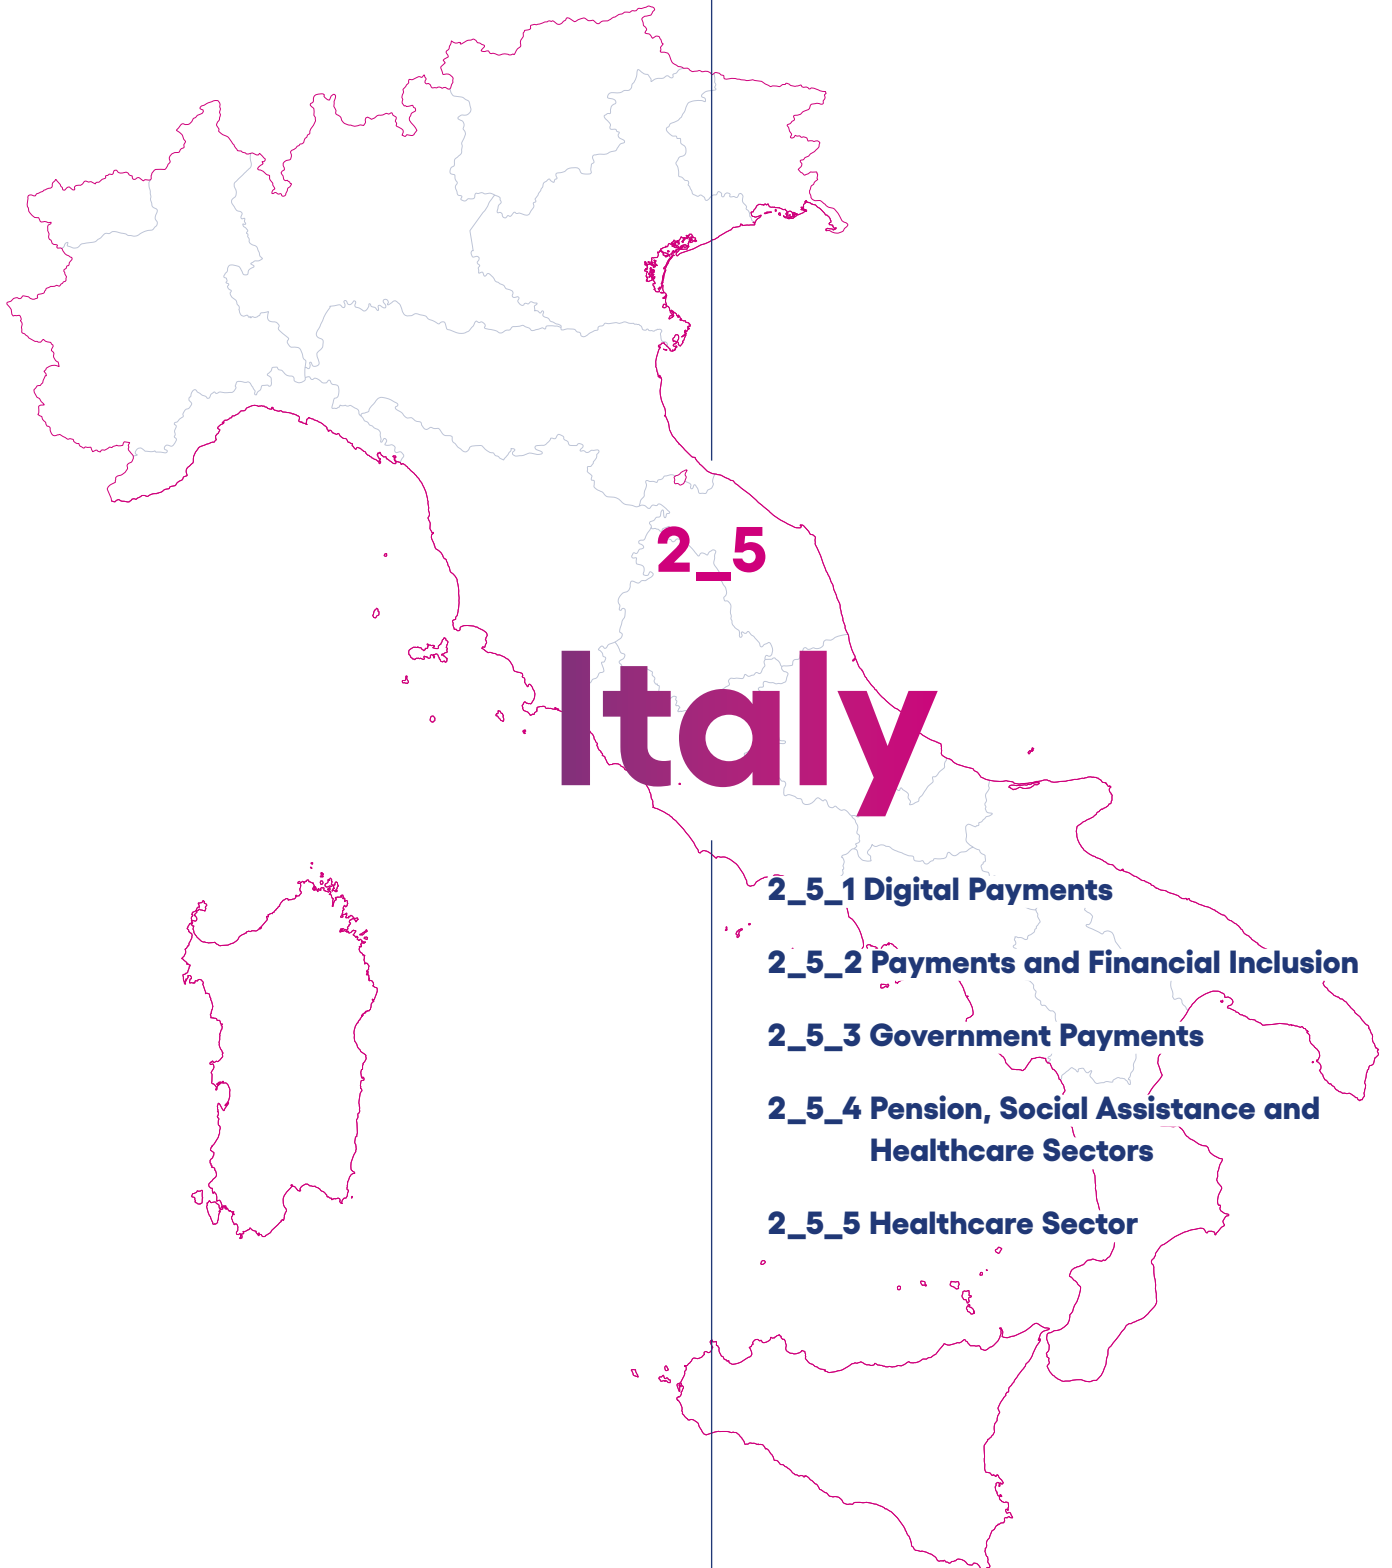 2_5
Italy
2_5_1 Digital Payments
2_5_2 Payments and Financial Inclusion
2_5_3 Government Payments
2_5_4 Pension, Social Assistance and
Healthcare Sectors
2_5_5 Healthcare Sector